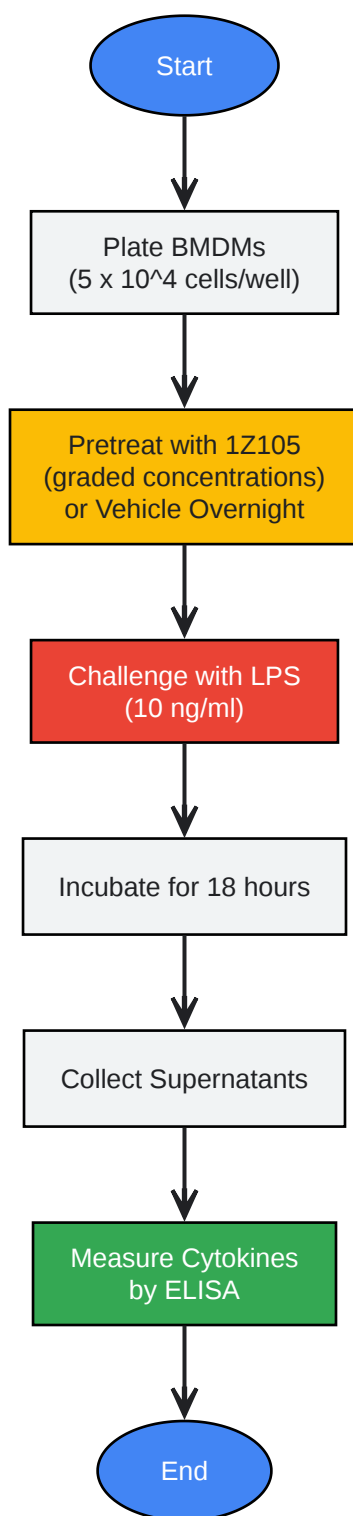 Start
Plate BMDMs
(5 x 10^4 cells/well)
Pretreat with 1Z105
(graded concentrations)
or Vehicle Overnight
Challenge with LPS
(10 ng/ml)
Incubate for 18 hours
Collect Supernatants
Measure Cytokines
by ELISA
End